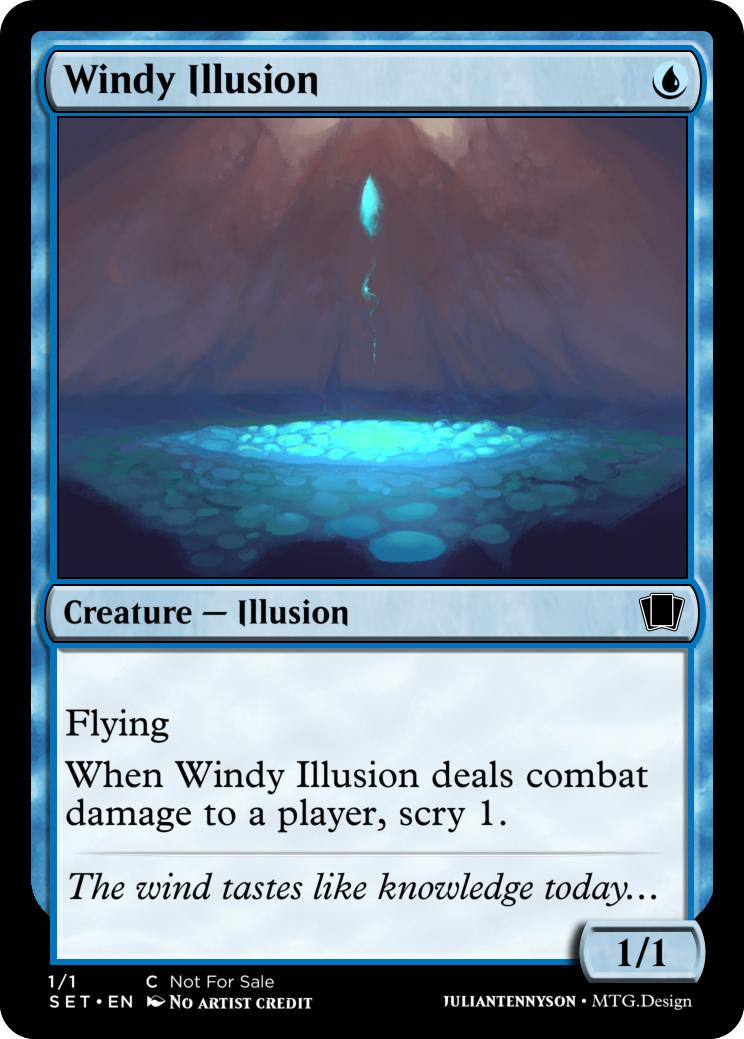 Windy Illusion
Creature — Illusion
Flying
When Windy Illusion deals combat
damage to a player, scry 1.
The wind tastes like knowledge today...
1/1
1/1 C Not For Sale
SET • EN No artist credit
JULIANTENNYSON • MTG.Design